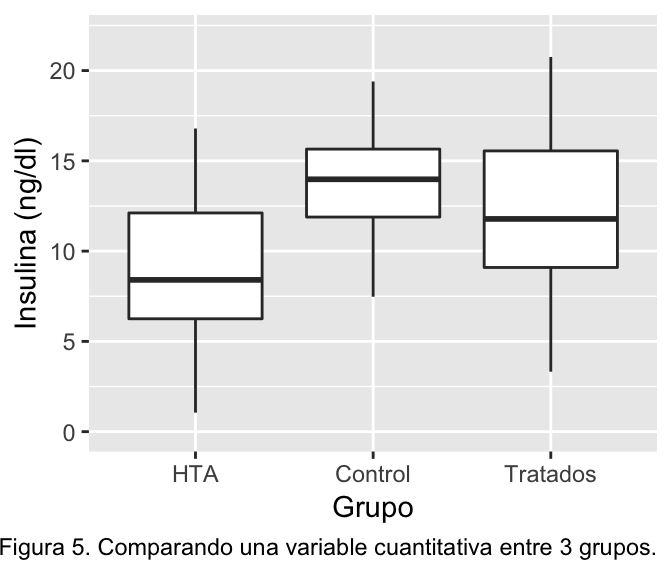 Insulina (ng/dl)
20
15
10
5
0
HTA Control Tratados
Grupo
Figura 5. Comparando una variable cuantitativa entre 3 grupos.